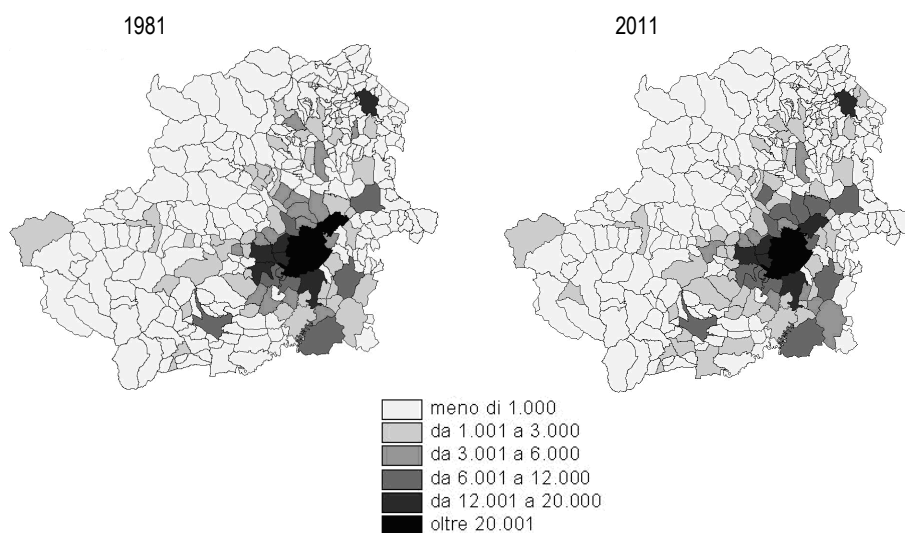 1981
2011
meno di 1.000
da 1.001 a 3.000
da 3.001 a 6.000
da 6.001 a 12.000
da 12.001 a 20.000
oltre 20.001